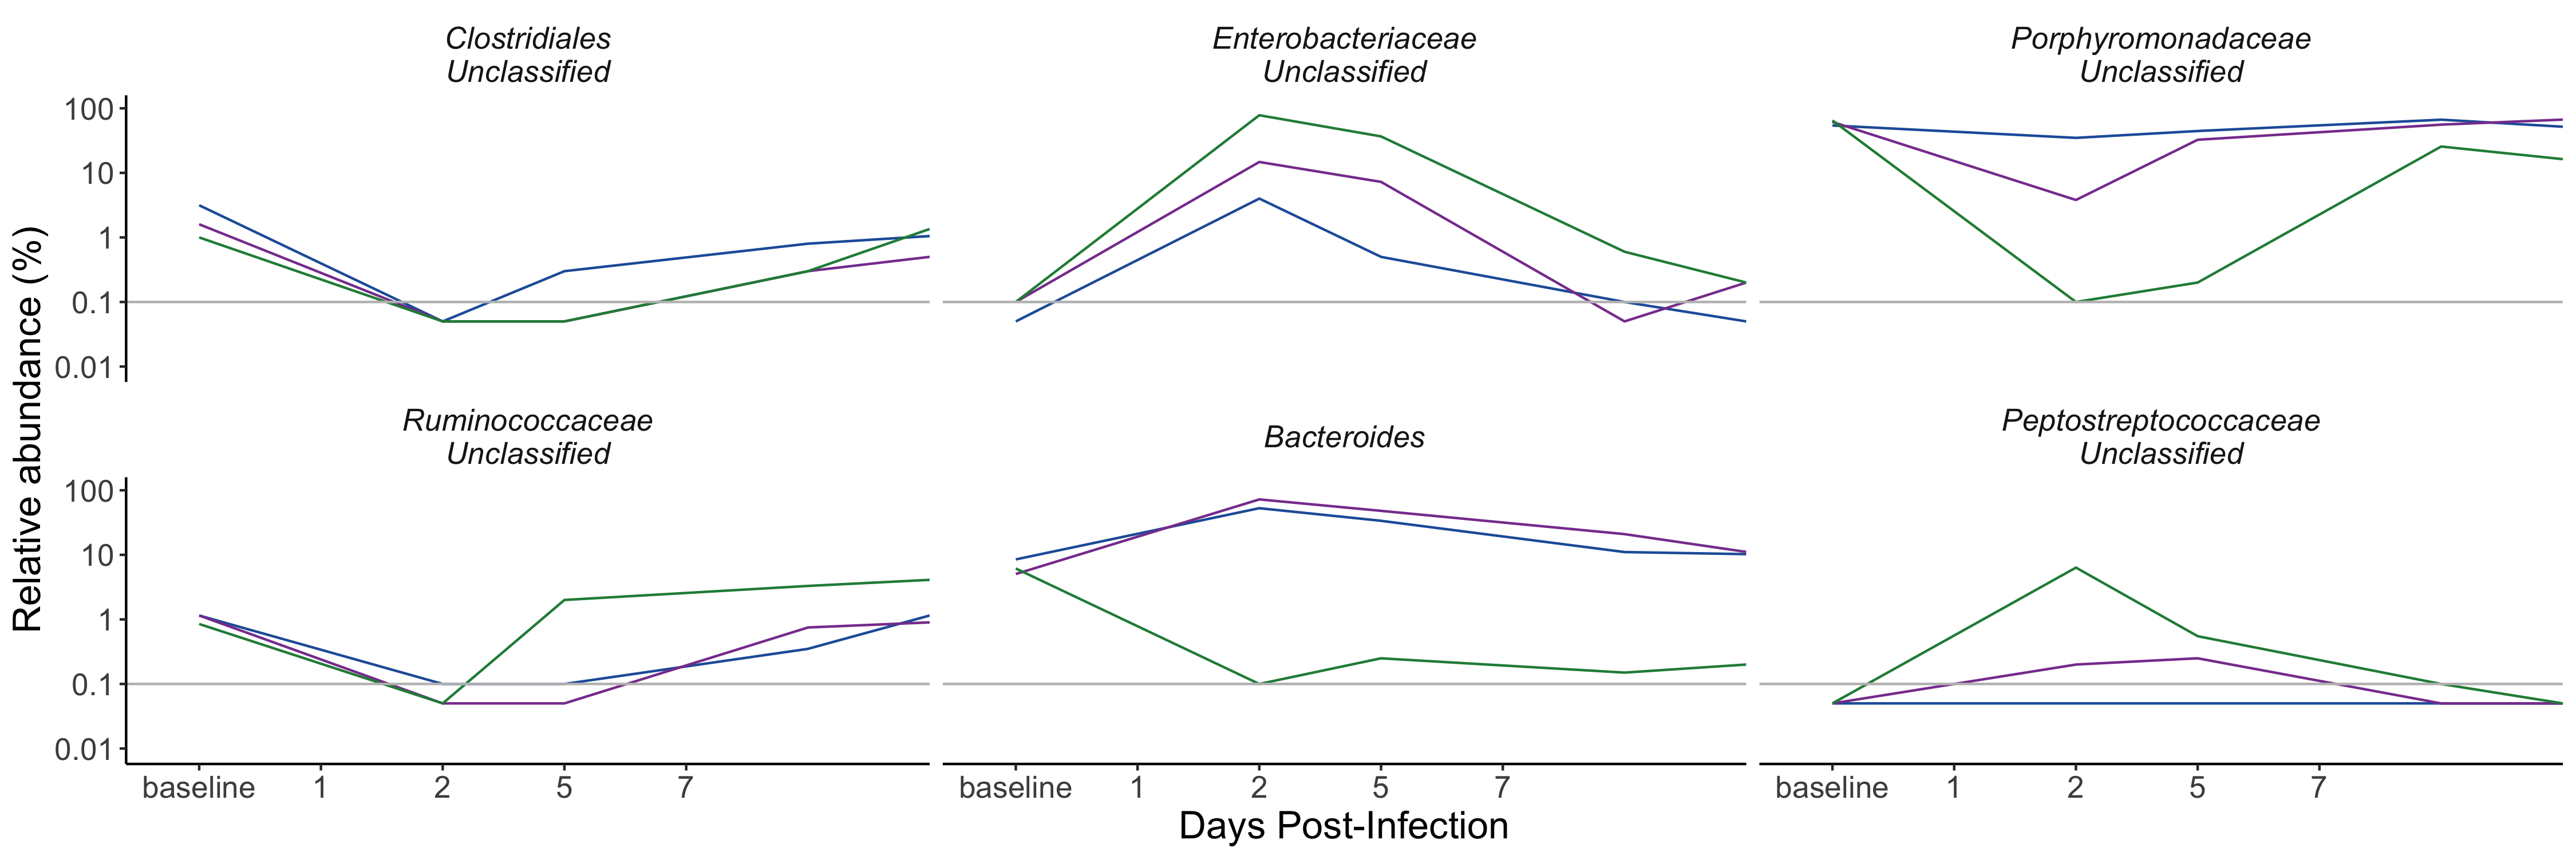 Clostridiales
Unclassified
Enterobacteriaceae
Unclassified
Porphyromonadaceae
Unclassified
100
10
1
0.1
0.01
Relative abundance (%)
Ruminococcaceae
Unclassified
Bacteroides
Peptostreptococcaceae
Unclassified
100
10
1
0.1
0.01
baseline 1 2 5 7
baseline 1 2 5 7
baseline 1 2 5 7
Days Post-Infection